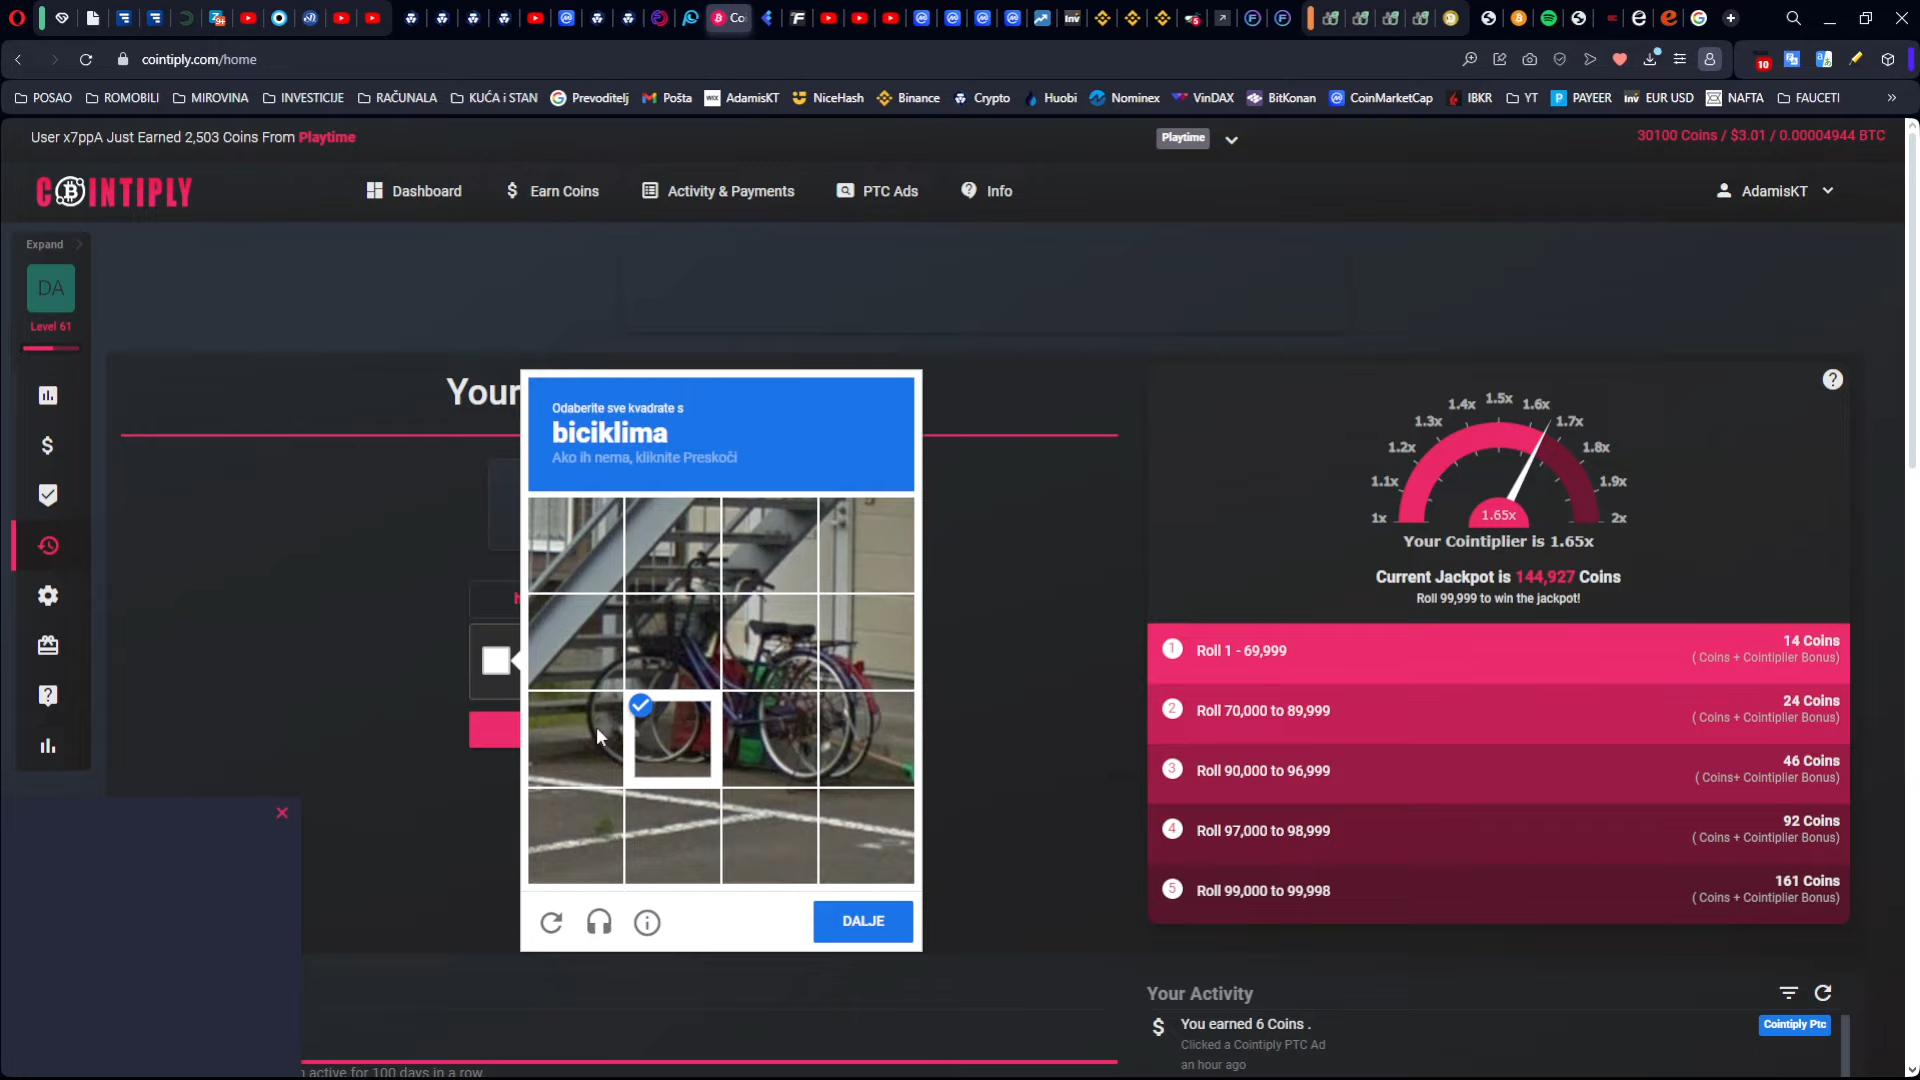 10
cointiply.com/home
POSAO
ROMOBILI
MIROVINA
INVESTICIJE
RAČUNALA
KUĆA i STAN
Prevoditelj
Pošta
AdamisKT
NiceHash
Binance
Crypto
Huobi
Nominex
VinDAX
BitKonan
CoinMarketCap
IBKR
YT
PAYEER
EUR USD
NAFTA
FAUCETI
User x7ppA Just Earned 2,503 Coins From Playtime
Playtime
30100 Coins / $3.01 / 0.00004944 BTC
COINTIPLY
Dashboard
Earn Coins
Activity & Payments
PTC Ads
Info
AdamisKT
Expand
DA
Level 61
Your
Odaberite sve kvadrate s
biciklima
Ako ih nema, kliknite Preskoči
DALJE
1x
1.1x
1.2x
1.3x
1.4x
1.5x
1.6x
1.7x
1.8x
1.9x
2x
1.65x
Your Cointiplier is 1.65x
Current Jackpot is 144,927 Coins
Roll 99,999 to win the jackpot!
1 Roll 1 - 69,999 14 Coins
( Coins + Cointiplier Bonus)
2 Roll 70,000 to 89,999 24 Coins
( Coins + Cointiplier Bonus)
3 Roll 90,000 to 96,999 46 Coins
( Coins+ Cointiplier Bonus)
4 Roll 97,000 to 98,999 92 Coins
( Coins + Cointiplier Bonus)
5 Roll 99,000 to 99,998 161 Coins
( Coins + Cointiplier Bonus)
Your Activity
You earned 6 Coins .
Cointiply Ptc
Clicked a Cointiply PTC Ad
an hour ago
active for 100 days in a row.